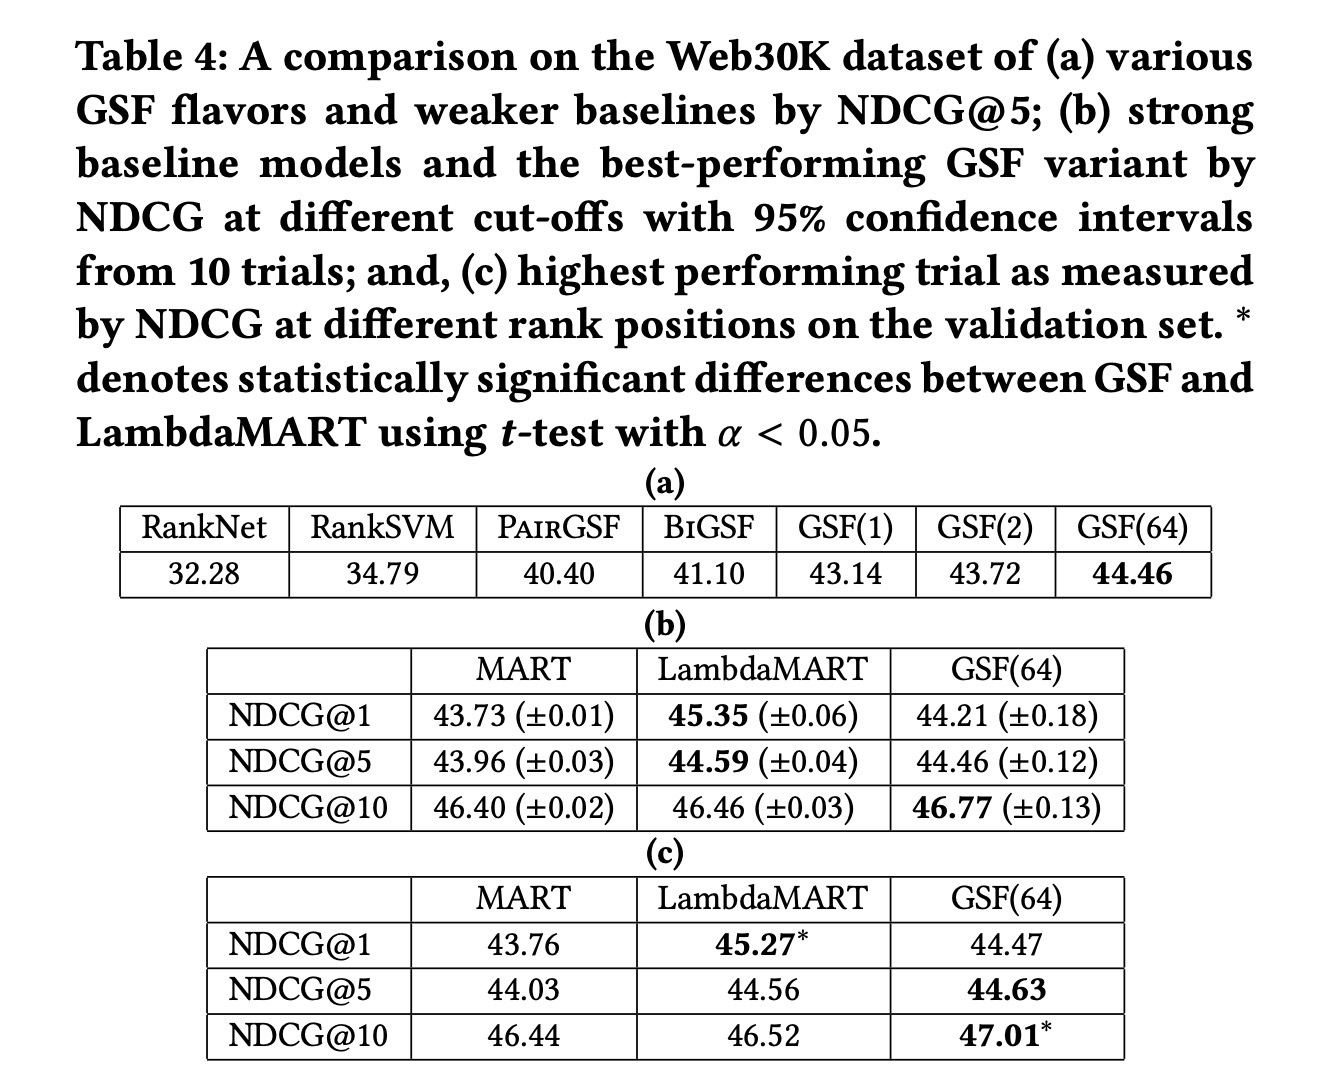 Table 4: A comparison on the Web30K dataset of (a) various
GSF flavors and weaker baselines by NDCG@5; (b) strong
baseline models and the best-performing GSF variant by
NDCG at different cut-offs with 95% confidence intervals
from 10 trials; and, (c) highest performing trial as measured
by NDCG at different rank positions on the validation set. *
denotes statistically significant differences between GSF and
LambdaMART using t-test with α < 0.05.
(a)
RankNet RankSVM PairGSF BiGSF GSF(1) GSF(2) GSF(64)
32.28 34.79 40.40 41.10 43.14 43.72 44.46
(b)
MART LambdaMART GSF(64)
NDCG@1 43.73 (±0.01) 45.35 (±0.06) 44.21 (±0.18)
NDCG@5 43.96 (±0.03) 44.59 (±0.04) 44.46 (±0.12)
NDCG@10 46.40 (±0.02) 46.46 (±0.03) 46.77 (±0.13)
(c)
MART LambdaMART GSF(64)
NDCG@1 43.76 45.27* 44.47
NDCG@5 44.03 44.56 44.63
NDCG@10 46.44 46.52 47.01*